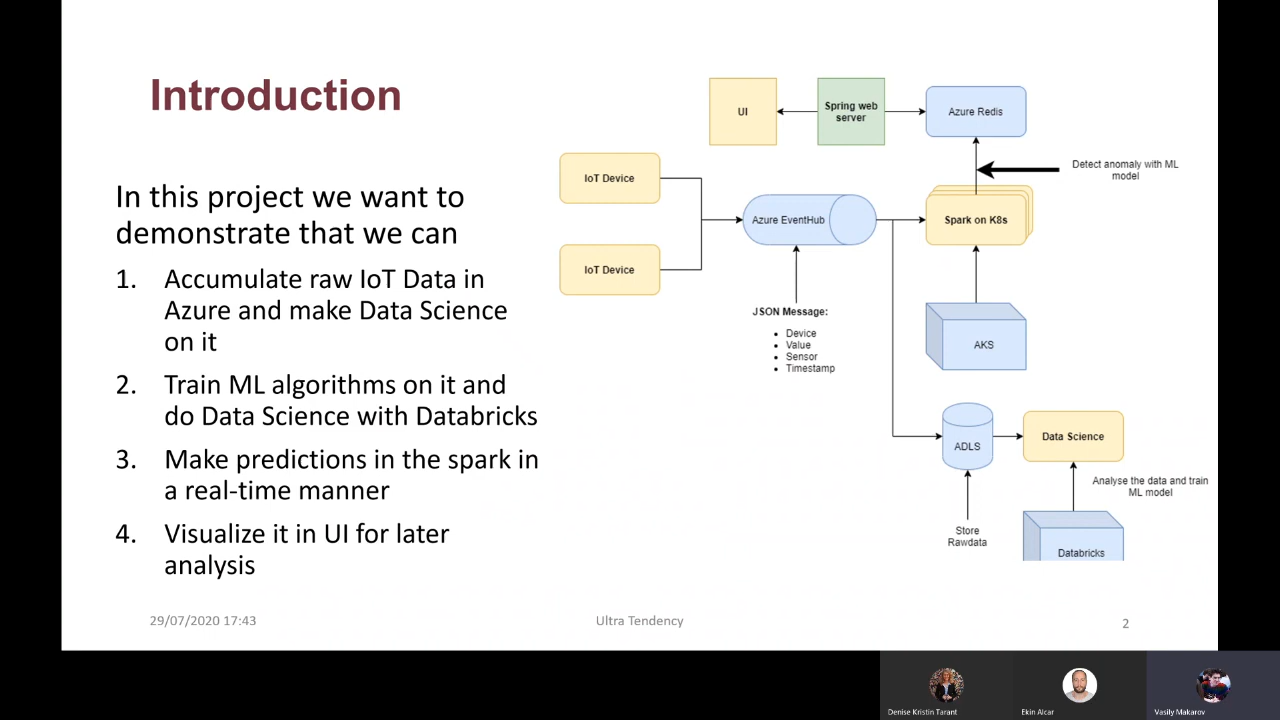 Introduction
In this project we want to
demonstrate that we can
1. Accumulate raw IoT Data in
Azure and make Data Science
on it
2. Train ML algorithms on it and
do Data Science with Databricks
3. Make predictions in the spark in
a real-time manner
4. Visualize it in UI for later
analysis
UI
Spring web
server
Azure Redis
Detect anomaly with ML
model
IoT Device
Azure EventHub
Spark on K8s
IoT Device
JSON Message:
• Device
• Value
• Sensor
• Timestamp
AKS
ADLS
Data Science
Analyse the data and train
ML model
Store
Rawdata
Databricks
29/07/2020 17:43
Ultra Tendency
2
Denise Kristin Tarant
Ekin Alcar
Vasily Makarov